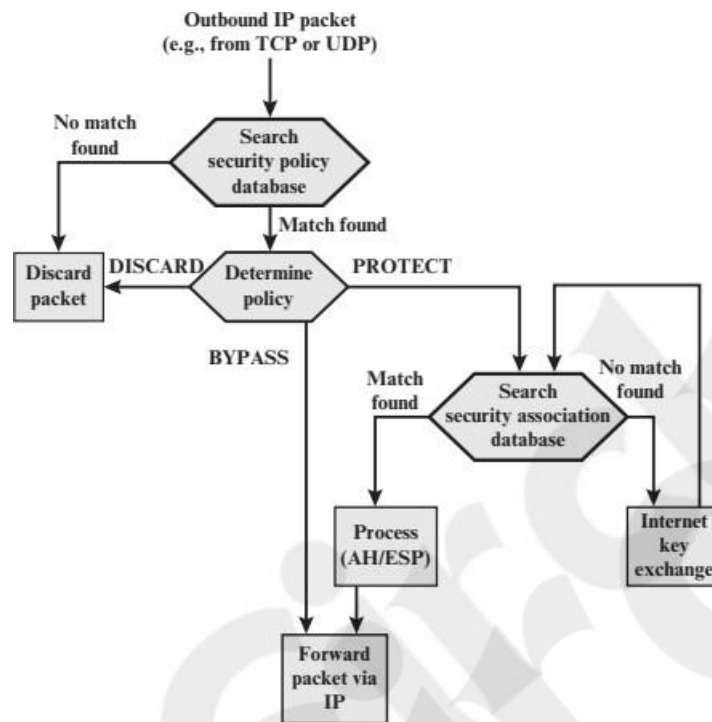 Outbound IP packet
(e.g., from TCP or UDP)
No match
found
Search
security policy
database
Match found
Discard
packet
DISCARD
Determine
policy
PROTECT
BYPASS
Match
found
Search
security association
database
No match
found
Process
(AH/ESP)
Internet
key
exchange
Forward
packet via
IP